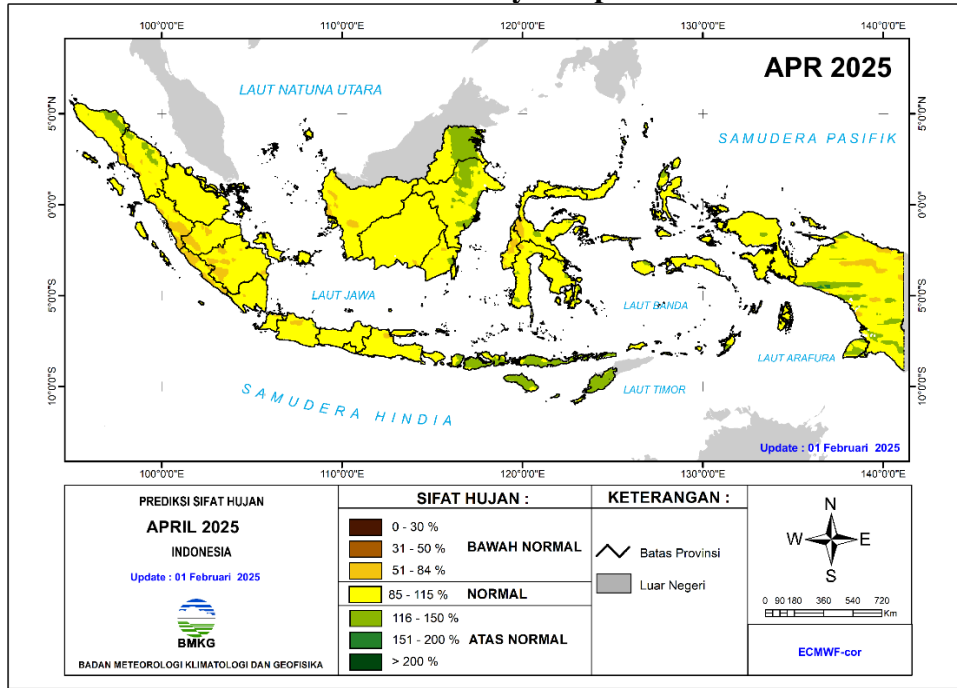 100°0'0"E 110°0'0"E 120°0'0"E 130°0'0"E 140°0'0"E
APR 2025
LAUT NATUNA UTARA
SAMUDERA PASIFIK
5°0'0"N 5°0'0"N
0°0'0" 0°0'0"
LAUT JAWA
LAUT BANDA
5°0'0"S 5°0'0"S
LAUT ARAFURA
LAUT TIMOR
10°0'0"S 10°0'0"S
SAMUDERA HINDIA
Update : 01 Februari 2025
100°0'0"E 110°0'0"E 120°0'0"E 130°0'0"E 140°0'0"E
PREDIKSI SIFAT HUJAN
APRIL 2025
INDONESIA
Update : 01 Februari 2025
BMKG
BADAN METEOROLOGI KLIMATOLOGI DAN GEOFISIKA
SIFAT HUJAN :
0 - 30 %
31 - 50 % BAWAH NORMAL
51 - 84 %
85 - 115 % NORMAL
116 - 150 %
151 - 200 % ATAS NORMAL
> 200 %
KETERANGAN :
Batas Provinsi
Luar Negeri
N
W E
S
0 90 180 360 540 720
Km
ECMWF-cor